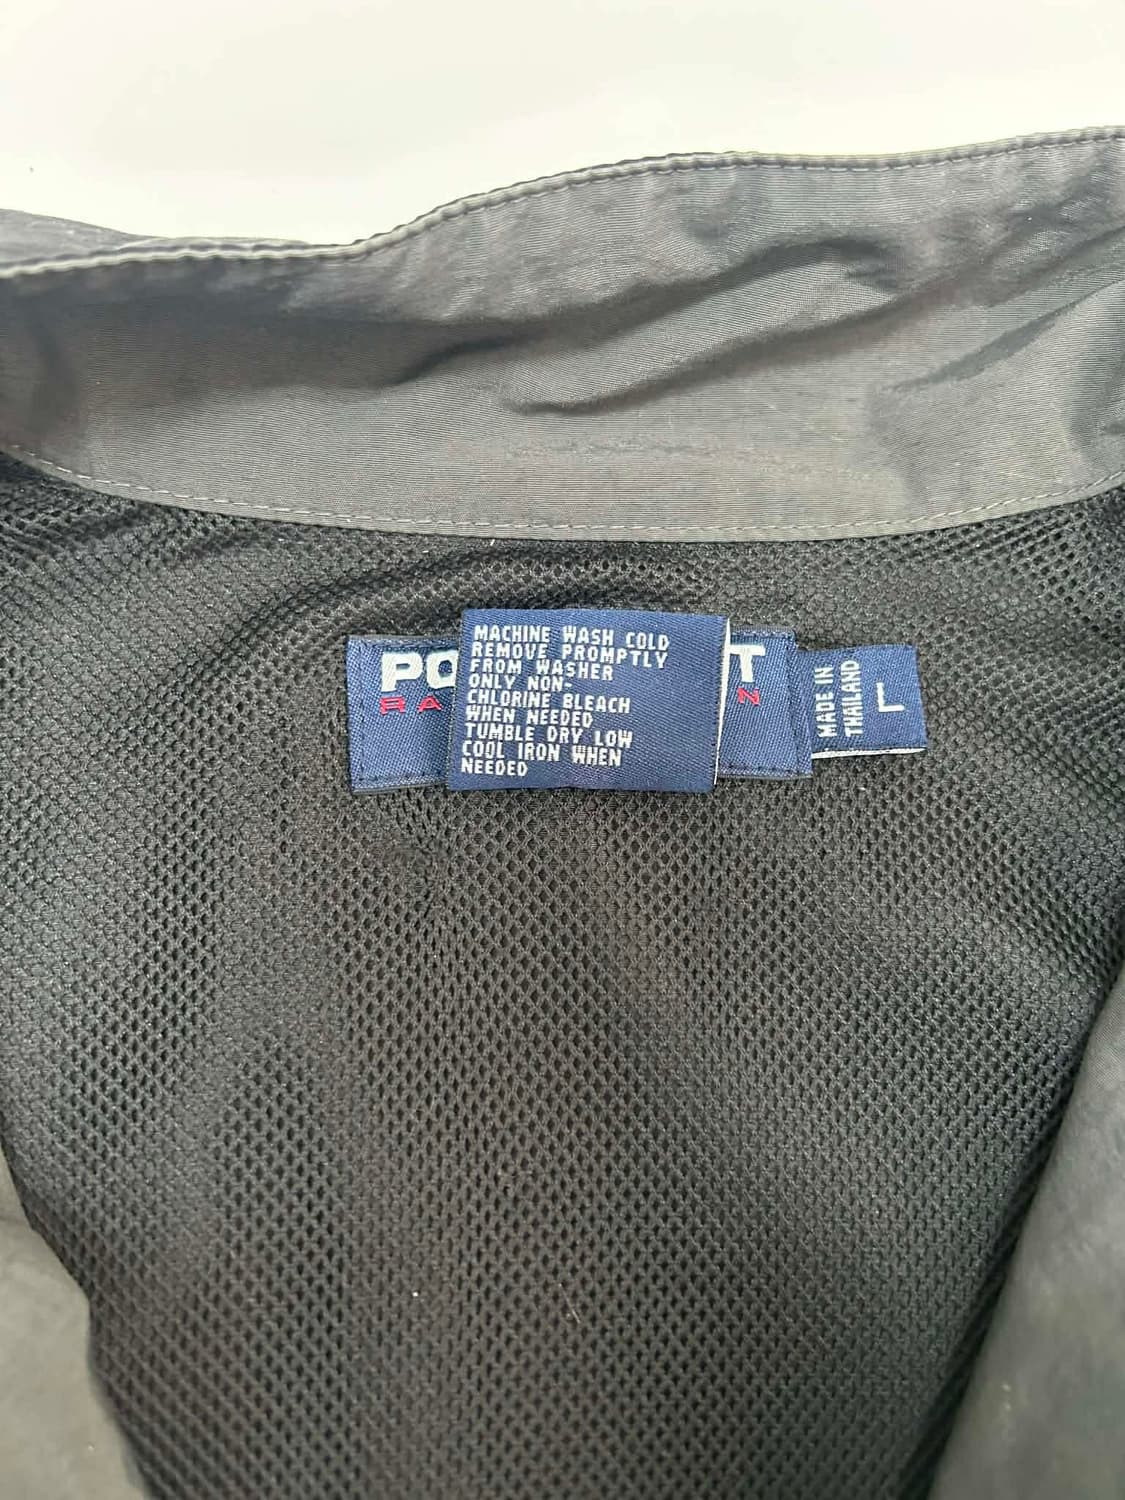 PO
RA
MACHINE WASH COLD
REMOVE PROMPTLY
FROM WASHER
ONLY NON-
CHLORINE BLEACH
WHEN NEEDED
TUMBLE DRY LOW
COOL IRON WHEN
NEEDED
T
N
MADE IN
THAILAND
L